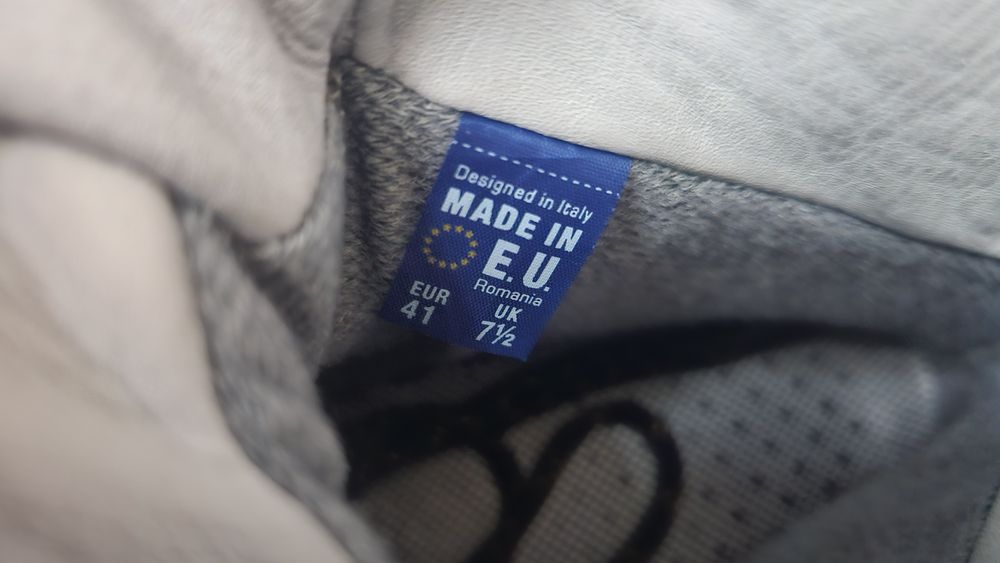 Designed in Italy
MADE IN
E.U.
Romania
EUR
41
UK
7½